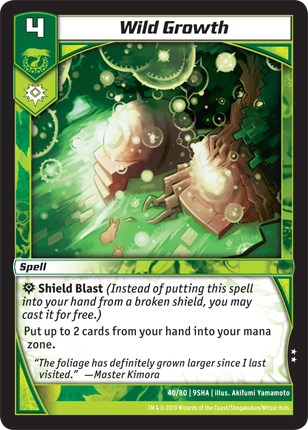 4
Wild Growth
Spell
Shield Blast (Instead of putting this spell
into your hand from a broken shield, you may
cast it for free.)
Put up to 2 cards from your hand into your mana
zone.
"The foliage has definitely grown larger since I last
visited." —Master Kimora
40/80 | 9SHA | illus. Akifumi Yamamoto
TM & © 2013 Wizards of the Coast/Shogakukan/Mitsui-Kids.